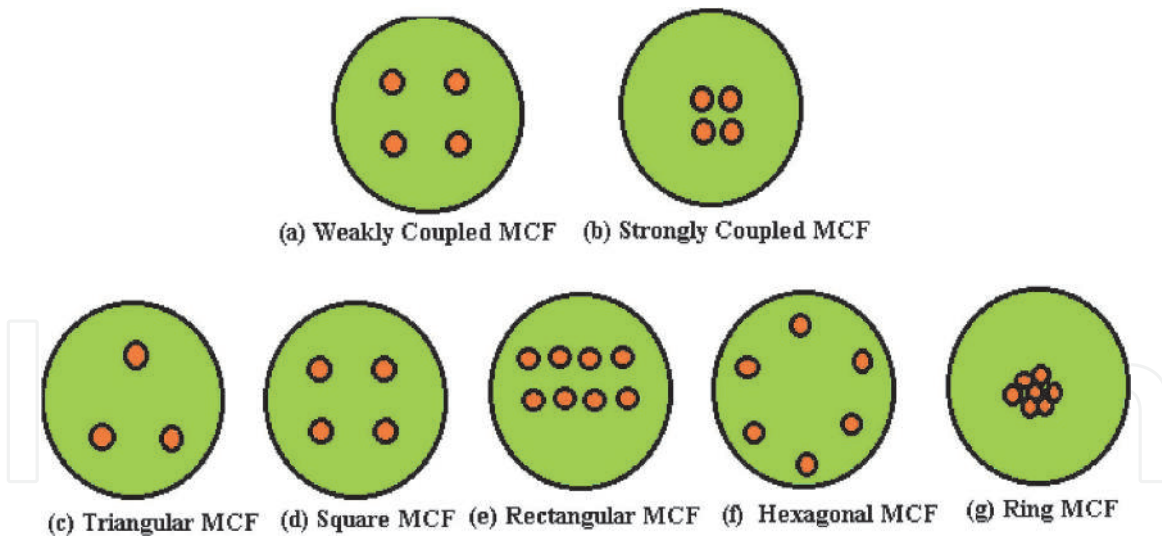 (a) Weakly Coupled MCF
(b) Strongly Coupled MCF
(c) Triangular MCF
(d) Square MCF
(e) Rectangular MCF
(f) Hexagonal MCF
(g) Ring MCF